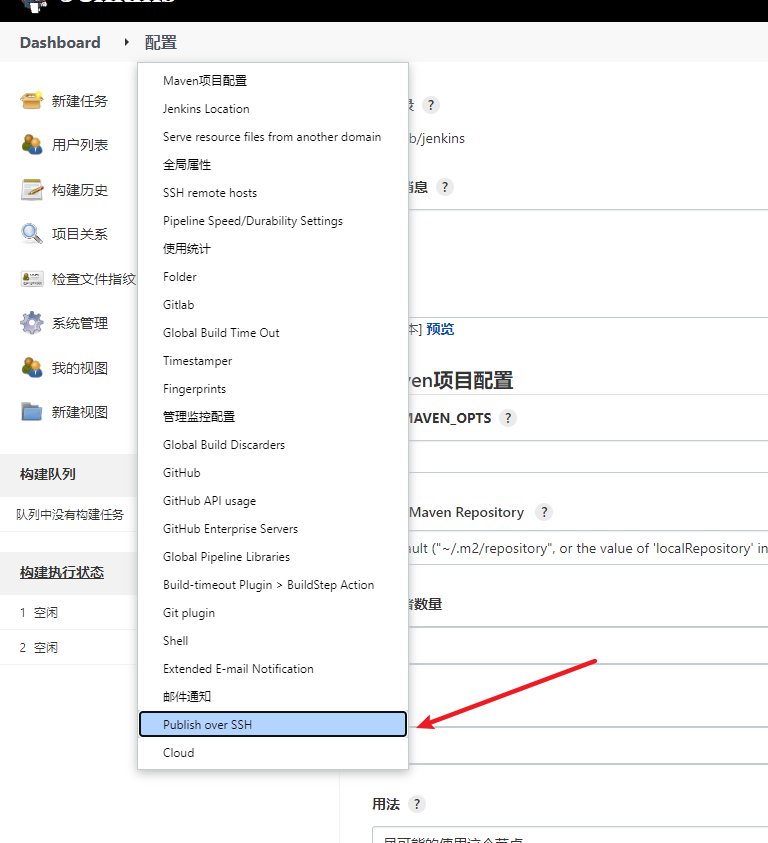 Dashboard
配置
新建任务
用户列表
构建历史
项目关系
检查文件指纹
系统管理
我的视图
新建视图
构建队列
队列中没有构建任务
构建执行状态
1 空闲
2 空闲
Maven项目配置
Jenkins Location
Serve resource files from another domain
全局属性
SSH remote hosts
Pipeline Speed/Durability Settings
使用统计
Folder
Gitlab
Global Build Time Out
Timestamper
Fingerprints
管理监控配置
Global Build Discarders
GitHub
GitHub API usage
GitHub Enterprise Servers
Global Pipeline Libraries
Build-timeout Plugin > BuildStep Action
Git plugin
Shell
Extended E-mail Notification
邮件通知
Publish over SSH
Cloud
?
b/jenkins
消息 ?
本] 预览
ven项目配置
MAVEN_OPTS ?
Maven Repository ?
ault ("~/.m2/repository", or the value of 'localRepository' in
数量
用法 ?